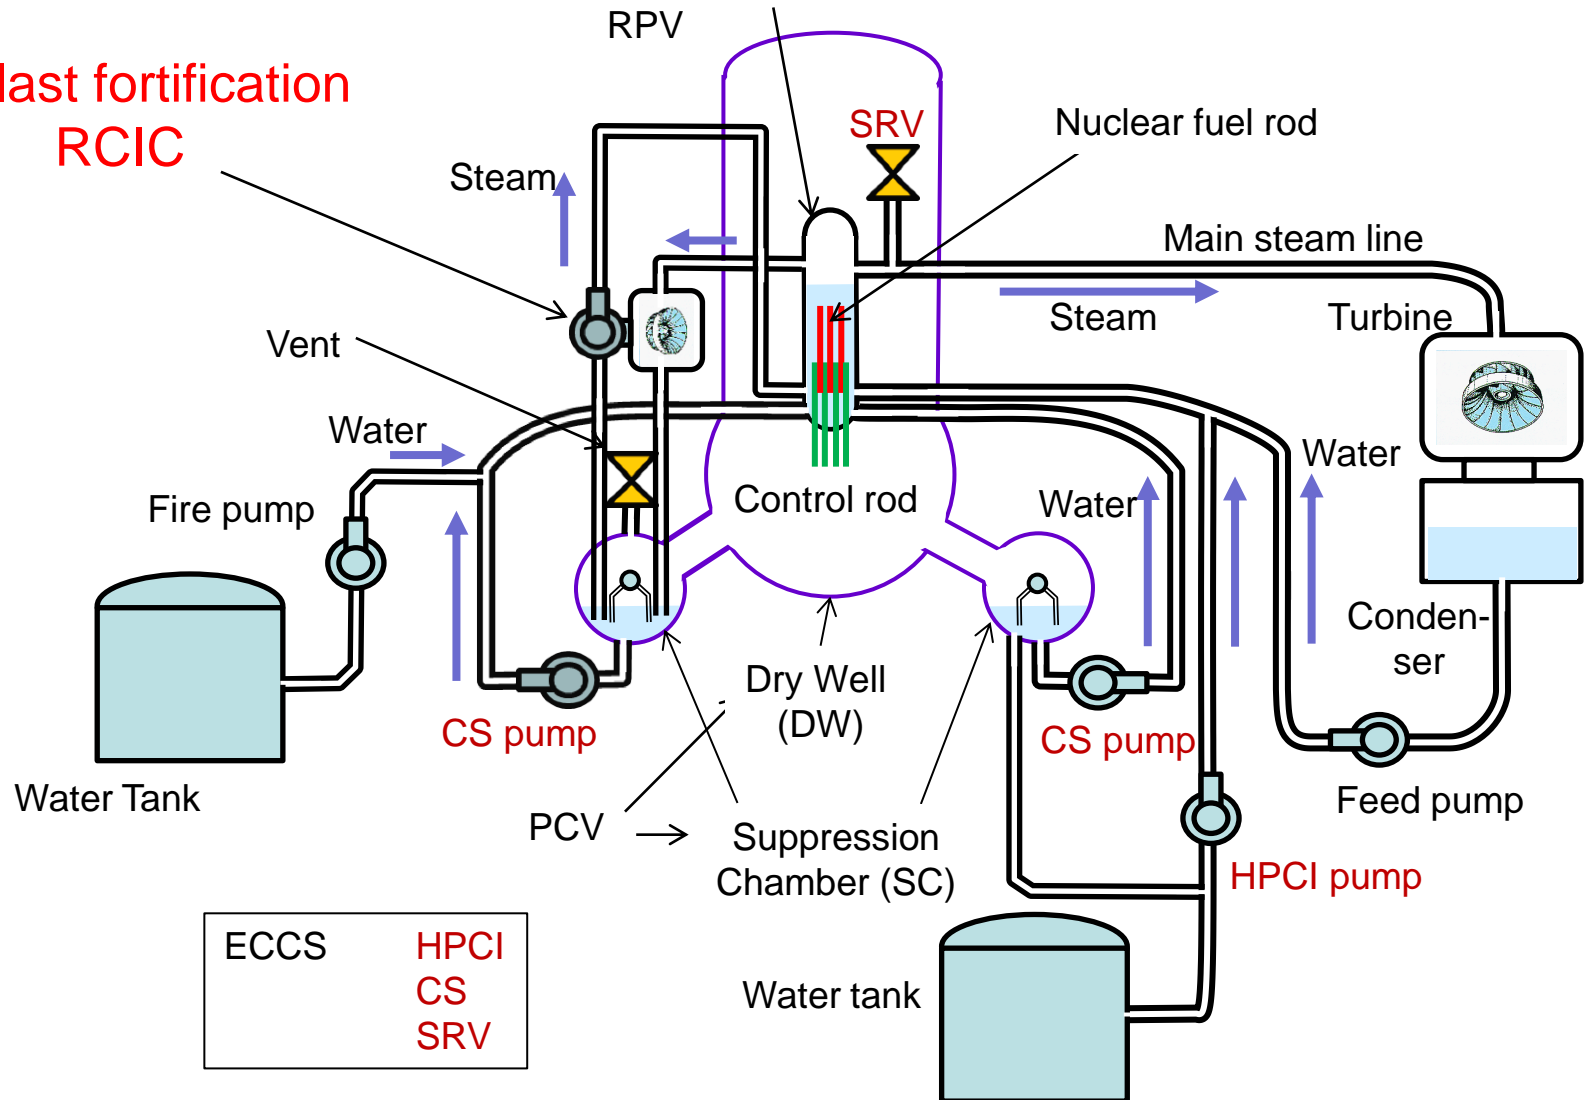 RPV
last fortification
RCIC
SRV
Nuclear fuel rod
Steam
Main steam line
Steam
Turbine
Vent
Water
Water
Control rod
Water
Fire pump
Conden-
ser
Dry Well
(DW)
CS pump
CS pump
Water Tank
Feed pump
PCV
Suppression
Chamber (SC)
HPCI pump
ECCS HPCI
CS
SRV
Water tank